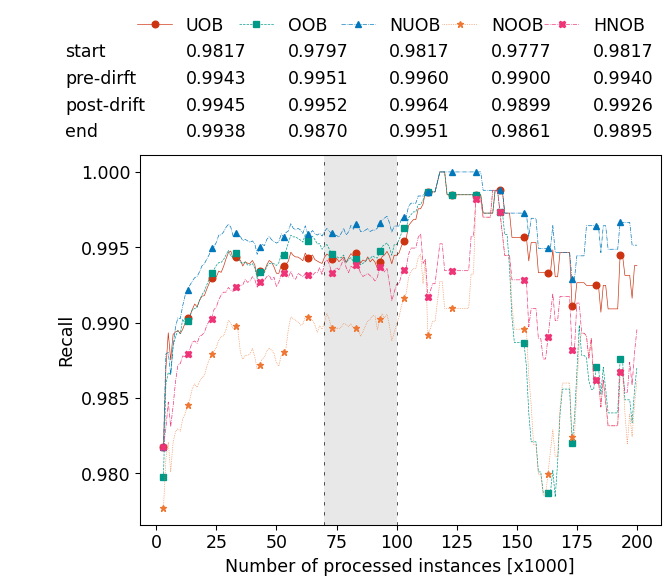 UOB OOB NUOB NOOB HNOB
start 0.9817 0.9797 0.9817 0.9777 0.9817
pre-dirft 0.9943 0.9951 0.9960 0.9900 0.9940
post-drift 0.9945 0.9952 0.9964 0.9899 0.9926
end 0.9938 0.9870 0.9951 0.9861 0.9895
1.000
0.995
0.990
0.985
0.980
Recall
0 25 50 75 100 125 150 175 200
Number of processed instances [x1000]